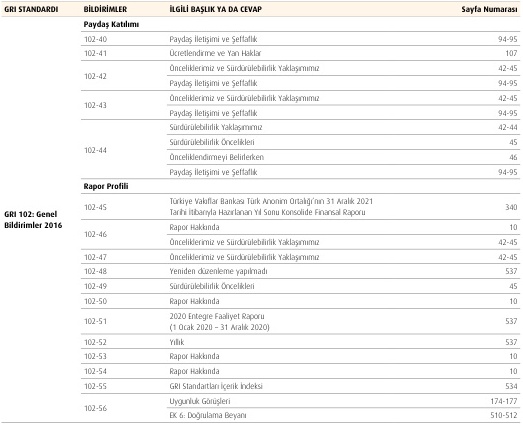 GRI STANDARDI BİLDİRİMLER İLGİLİ BAŞLIK YA DA CEVAP Sayfa Numarası
Paydaş Katılımı
102-40 Paydaş İletişimi ve Şeffaflık 94-95
102-41 Ücretlendirme ve Yan Haklar 107
102-42 Önceliklerimiz ve Sürdürülebilirlik Yaklaşımımız 42-45
Paydaş İletişimi ve Şeffaflık 94-95
102-43 Önceliklerimiz ve Sürdürülebilirlik Yaklaşımımız 42-45
Paydaş İletişimi ve Şeffaflık 94-95
102-44 Sürdürülebilirlik Yaklaşımımız 42-44
Sürdürülebilirlik Öncelikleri 45
Önceliklendirmeyi Belirlerken 46
Paydaş İletişimi ve Şeffaflık 94-95
GRI 102: Genel
Bildirimler 2016
Rapor Profili
102-45 Türkiye Vakıflar Bankası Türk Anonim Ortalığı'nın 31 Aralık 2021
Tarihi İtibarıyla Hazırlanan Yıl Sonu Konsolide Finansal Raporu 340
102-46 Rapor Hakkında 10
Önceliklerimiz ve Sürdürülebilirlik Yaklaşımımız 42-45
102-47 Önceliklerimiz ve Sürdürülebilirlik Yaklaşımımız 42-45
102-48 Yeniden düzenleme yapılmadı 537
102-49 Sürdürülebilirlik Öncelikleri 45
102-50 Rapor Hakkında 10
102-51 2020 Entegre Faaliyet Raporu
(1 Ocak 2020 – 31 Aralık 2020) 537
102-52 Yıllık 537
102-53 Rapor Hakkında 10
102-54 Rapor Hakkında 10
102-55 GRI Standartları İçerik İndeksi 534
102-56 Uygunluk Görüşleri 174-177
EK 6: Doğrulama Beyanı 510-512